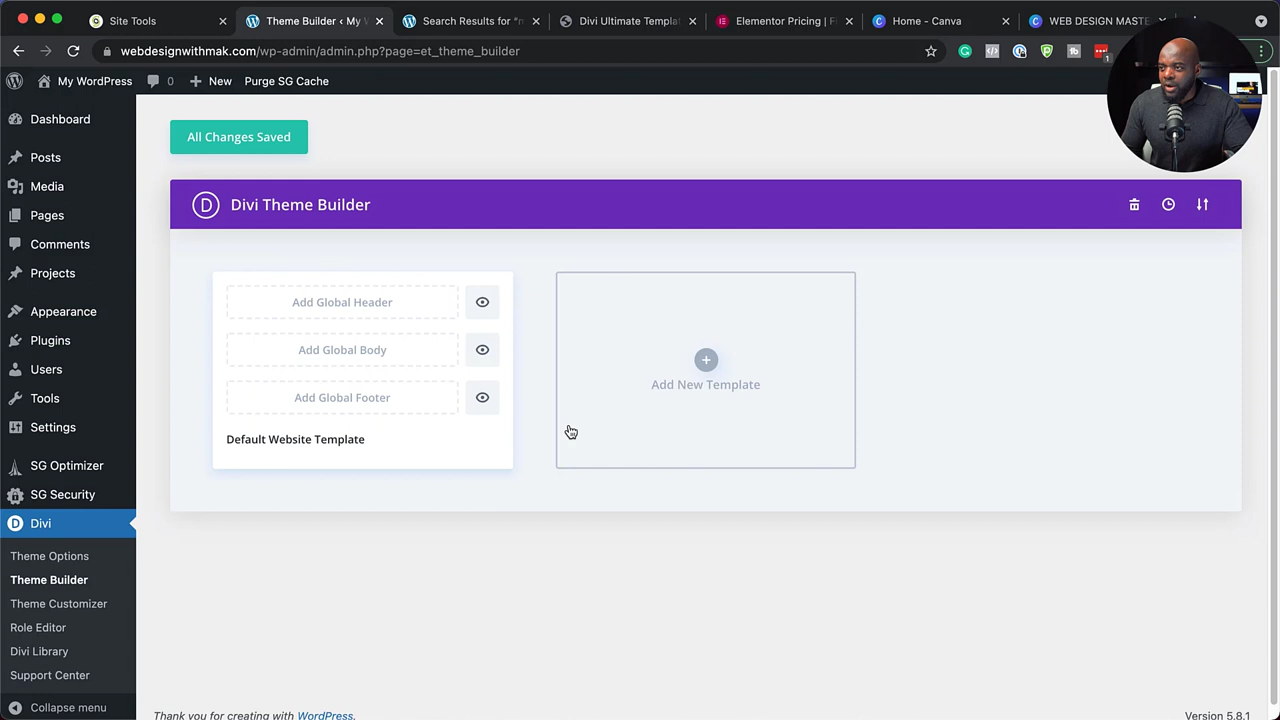 Site Tools
Theme Builder ‹ My W
Search Results for "m
Divi Ultimate Templat
Elementor Pricing | F
Home - Canva
WEB DESIGN MASTE
webdesignwithmak.com/wp-admin/admin.php?page=et_theme_builder
My WordPress
0
New
Purge SG Cache
Dashboard
Posts
Media
Pages
Comments
Projects
Appearance
Plugins
Users
Tools
Settings
SG Optimizer
SG Security
Divi
Theme Options
Theme Builder
Theme Customizer
Role Editor
Divi Library
Support Center
Collapse menu
All Changes Saved
D Divi Theme Builder
Add Global Header
Add Global Body
Add Global Footer
Default Website Template
Add New Template
Thank you for creating with WordPress.
Version 5.8.1